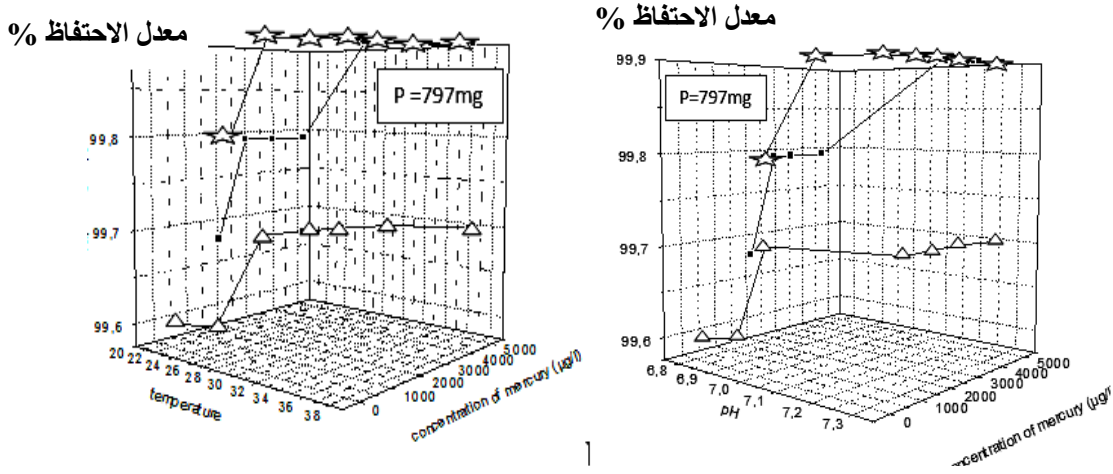 معدل الاحتفاظ %
P =797mg
99,8
99,7
99,6
20 22 24 26 28 30 32 34 36 38
temperature
0 1000 2000 3000 4000 5000
concentration of mercury (µg/l)
معدل الاحتفاظ %
99,9
P=797mg
99,8
99,7
99,6
6,8 6,9 7,0 7,1 7,2 7,3
pH
0 1000 2000 3000 4000 5000
of mercury (µg/